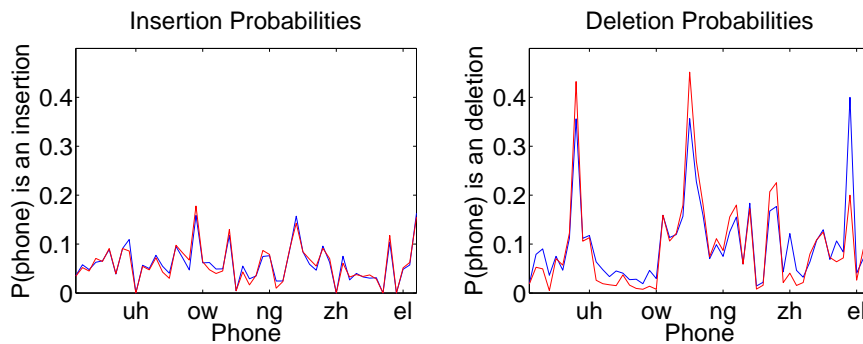 Insertion Probabilities
P(phone) is an insertion
0.4
0.3
0.2
0.1
0
uh ow ng zh el
Phone
Deletion Probabilities
P(phone) is an deletion
0.4
0.3
0.2
0.1
0
uh ow ng zh el
Phone